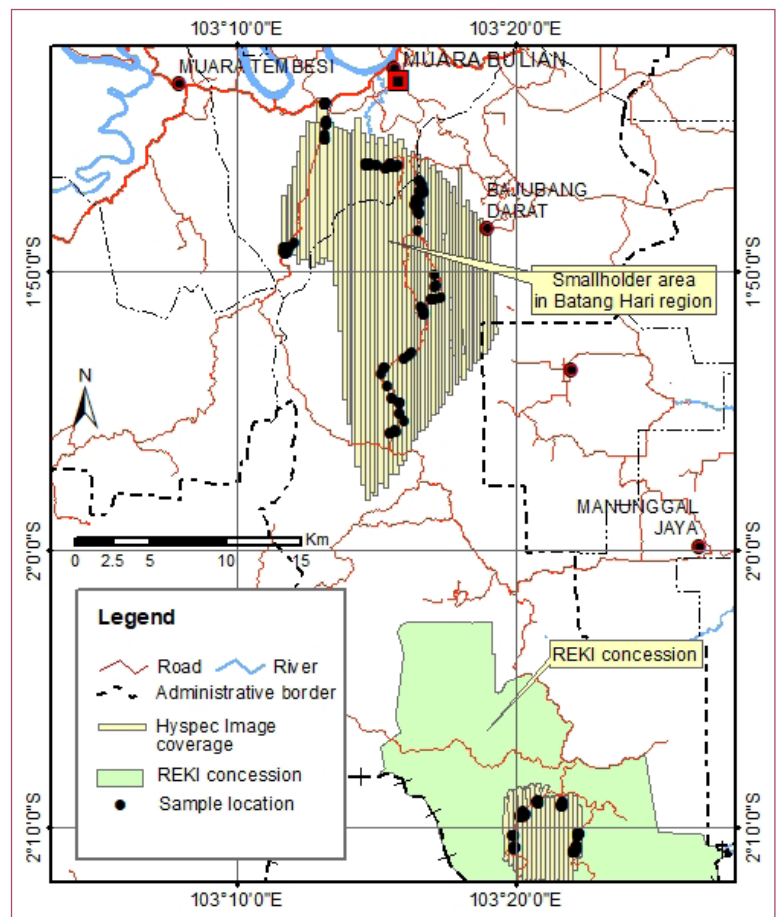 103°10'0"E
103°20'0"E
MUARA TEMBESI
MUARA BULIAN
BAJUBANG
DARAT
1°50'0"S
1°50'0"S
Smallholder area
in Batang Hari region
N
MANUNGGAL
JAYA
Km
0 2.5 5 10 15
2°0'0"S
2°0'0"S
Legend
Road River
Administrative border
Hyspec Image
coverage
REKI concession
Sample location
REKI concession
2°10'0"S
2°10'0"S
103°10'0"E
103°20'0"E